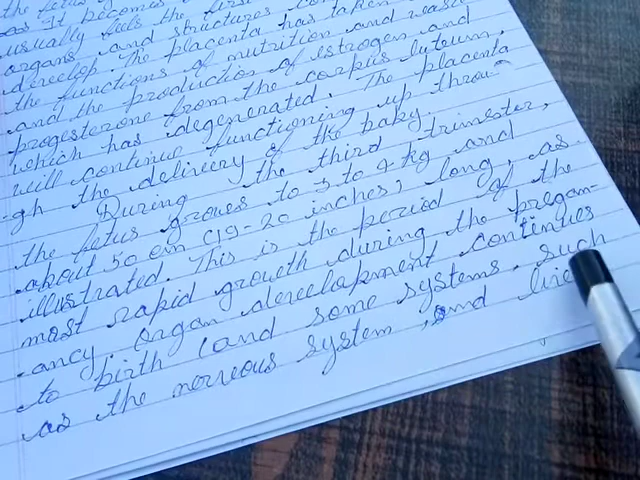 the fetus
as it becomes
usually feels the first
organs and structures
develop. The placenta has taken
the functions of nutrition and
and the production of estrogen and
progesterone from the corpus luteum,
which has degenerated. The placenta
will continue functioning up throu-
gh the delivery of the baby.
During the third trimester,
the fetus grows to 3 to 4 kg and
about 50 cm (19-20 inches) long, as
illustrated. This is the period of the
most rapid growth during the pregan-
ancy. Organ development continues
to birth (and some systems, such
as the nervous system, and live